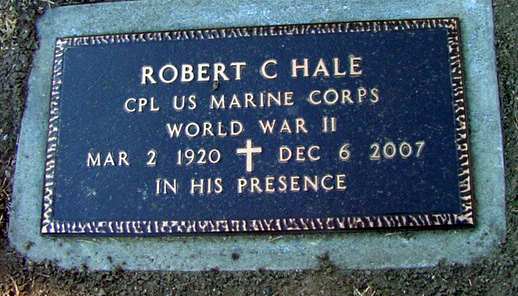 ROBERT C HALE
CPL US MARINE CORPS
WORLD WAR II
MAR 2 1920 DEC 6 2007
IN HIS PRESENCE